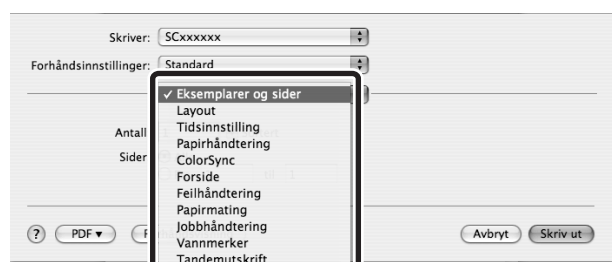 Skriver: SCxxxxxx
Forhåndsinnstillinger: Standard
✓ Eksemplarer og sider
Layout
Antall Tidsinnstilling
Papirhåndtering
Sider ColorSync
Forside
Feilhåndtering
Papirmating
Jobbhåndtering
? PDF▼ Vannmerker Avbryt Skriv ut
Tandemutskrift